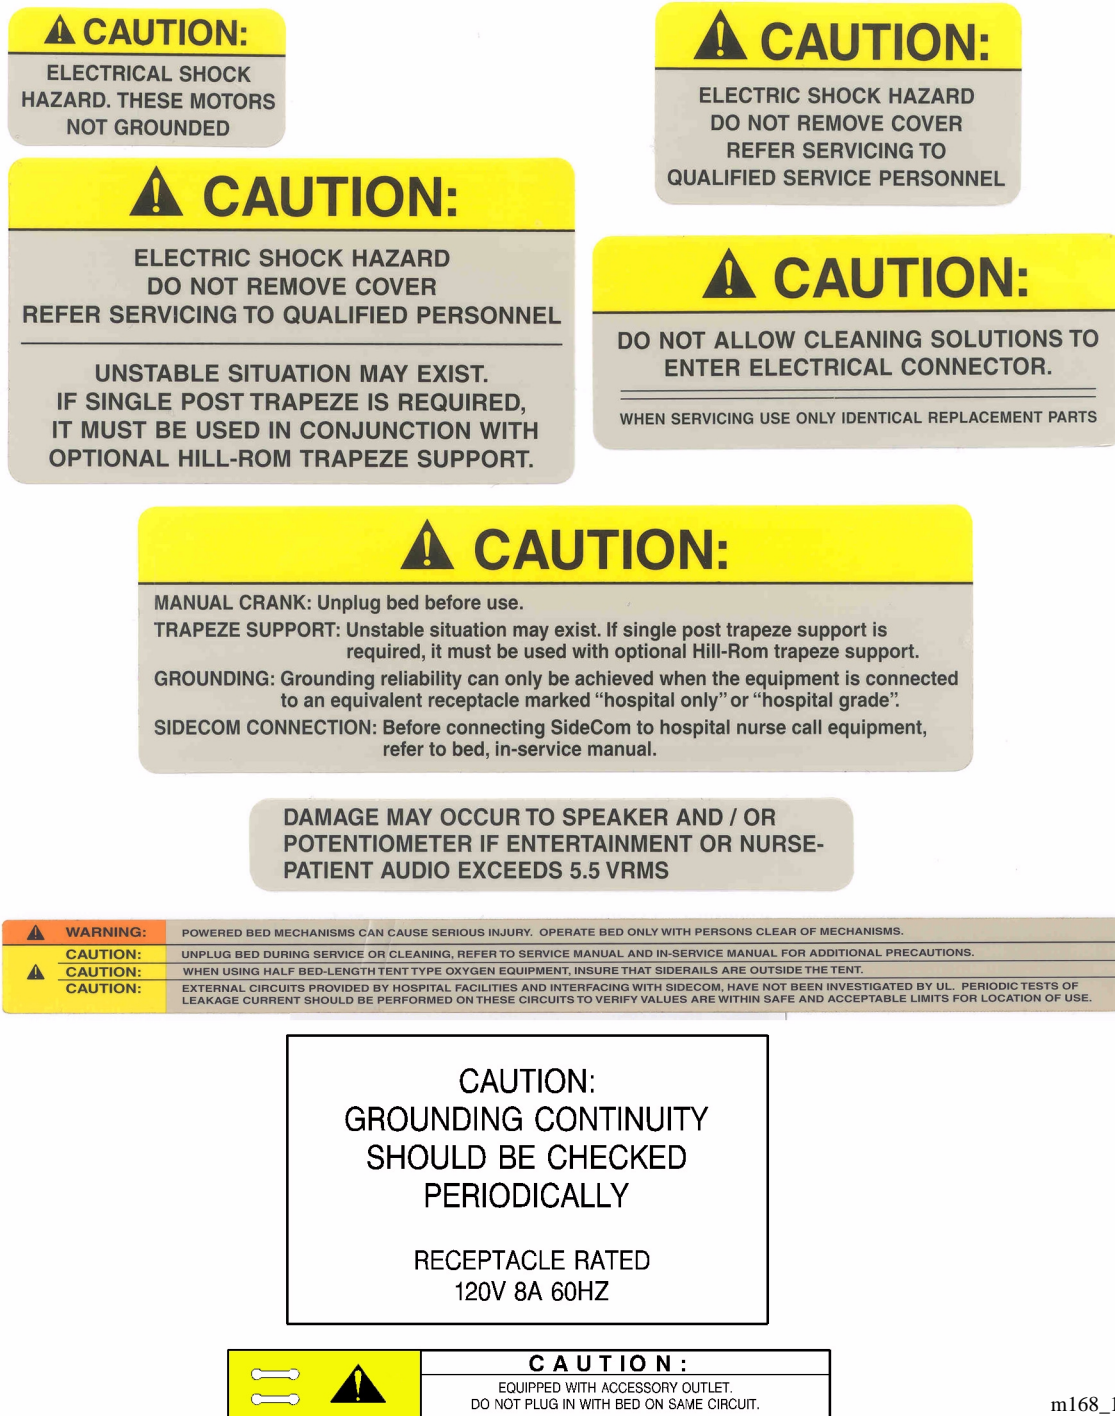 CAUTION:
ELECTRICAL SHOCK
HAZARD. THESE MOTORS
NOT GROUNDED
CAUTION:
ELECTRIC SHOCK HAZARD
DO NOT REMOVE COVER
REFER SERVICING TO
QUALIFIED SERVICE PERSONNEL
CAUTION:
ELECTRIC SHOCK HAZARD
DO NOT REMOVE COVER
REFER SERVICING TO QUALIFIED PERSONNEL
UNSTABLE SITUATION MAY EXIST.
IF SINGLE POST TRAPEZE IS REQUIRED,
IT MUST BE USED IN CONJUNCTION WITH
OPTIONAL HILL-ROM TRAPEZE SUPPORT.
CAUTION:
DO NOT ALLOW CLEANING SOLUTIONS TO
ENTER ELECTRICAL CONNECTOR.
WHEN SERVICING USE ONLY IDENTICAL REPLACEMENT PARTS
CAUTION:
MANUAL CRANK: Unplug bed before use.
TRAPEZE SUPPORT: Unstable situation may exist. If single post trapeze support is
required, it must be used with optional Hill-Rom trapeze support.
GROUNDING: Grounding reliability can only be achieved when the equipment is connected
to an equivalent receptacle marked “hospital only” or “hospital grade”.
SIDECOM CONNECTION: Before connecting SideCom to hospital nurse call equipment,
refer to bed, in-service manual.
DAMAGE MAY OCCUR TO SPEAKER AND / OR
POTENTIOMETER IF ENTERTAINMENT OR NURSE-
PATIENT AUDIO EXCEEDS 5.5 VRMS
WARNING: POWERED BED MECHANISMS CAN CAUSE SERIOUS INJURY. OPERATE BED ONLY WITH PERSONS CLEAR OF MECHANISMS.
CAUTION: UNPLUG BED DURING SERVICE OR CLEANING, REFER TO SERVICE MANUAL AND IN-SERVICE MANUAL FOR ADDITIONAL PRECAUTIONS.
CAUTION: WHEN USING HALF BED-LENGTH TENT TYPE OXYGEN EQUIPMENT, INSURE THAT SIDERAILS ARE OUTSIDE THE TENT.
CAUTION: EXTERNAL CIRCUITS PROVIDED BY HOSPITAL FACILITIES AND INTERFACING WITH SIDECOM, HAVE NOT BEEN INVESTIGATED BY UL. PERIODIC TESTS OF
LEAKAGE CURRENT SHOULD BE PERFORMED ON THESE CIRCUITS TO VERIFY VALUES ARE WITHIN SAFE AND ACCEPTABLE LIMITS FOR LOCATION OF USE.
CAUTION:
GROUNDING CONTINUITY
SHOULD BE CHECKED
PERIODICALLY
RECEPTACLE RATED
120V 8A 60HZ
CAUTION:
EQUIPPED WITH ACCESSORY OUTLET.
DO NOT PLUG IN WITH BED ON SAME CIRCUIT.